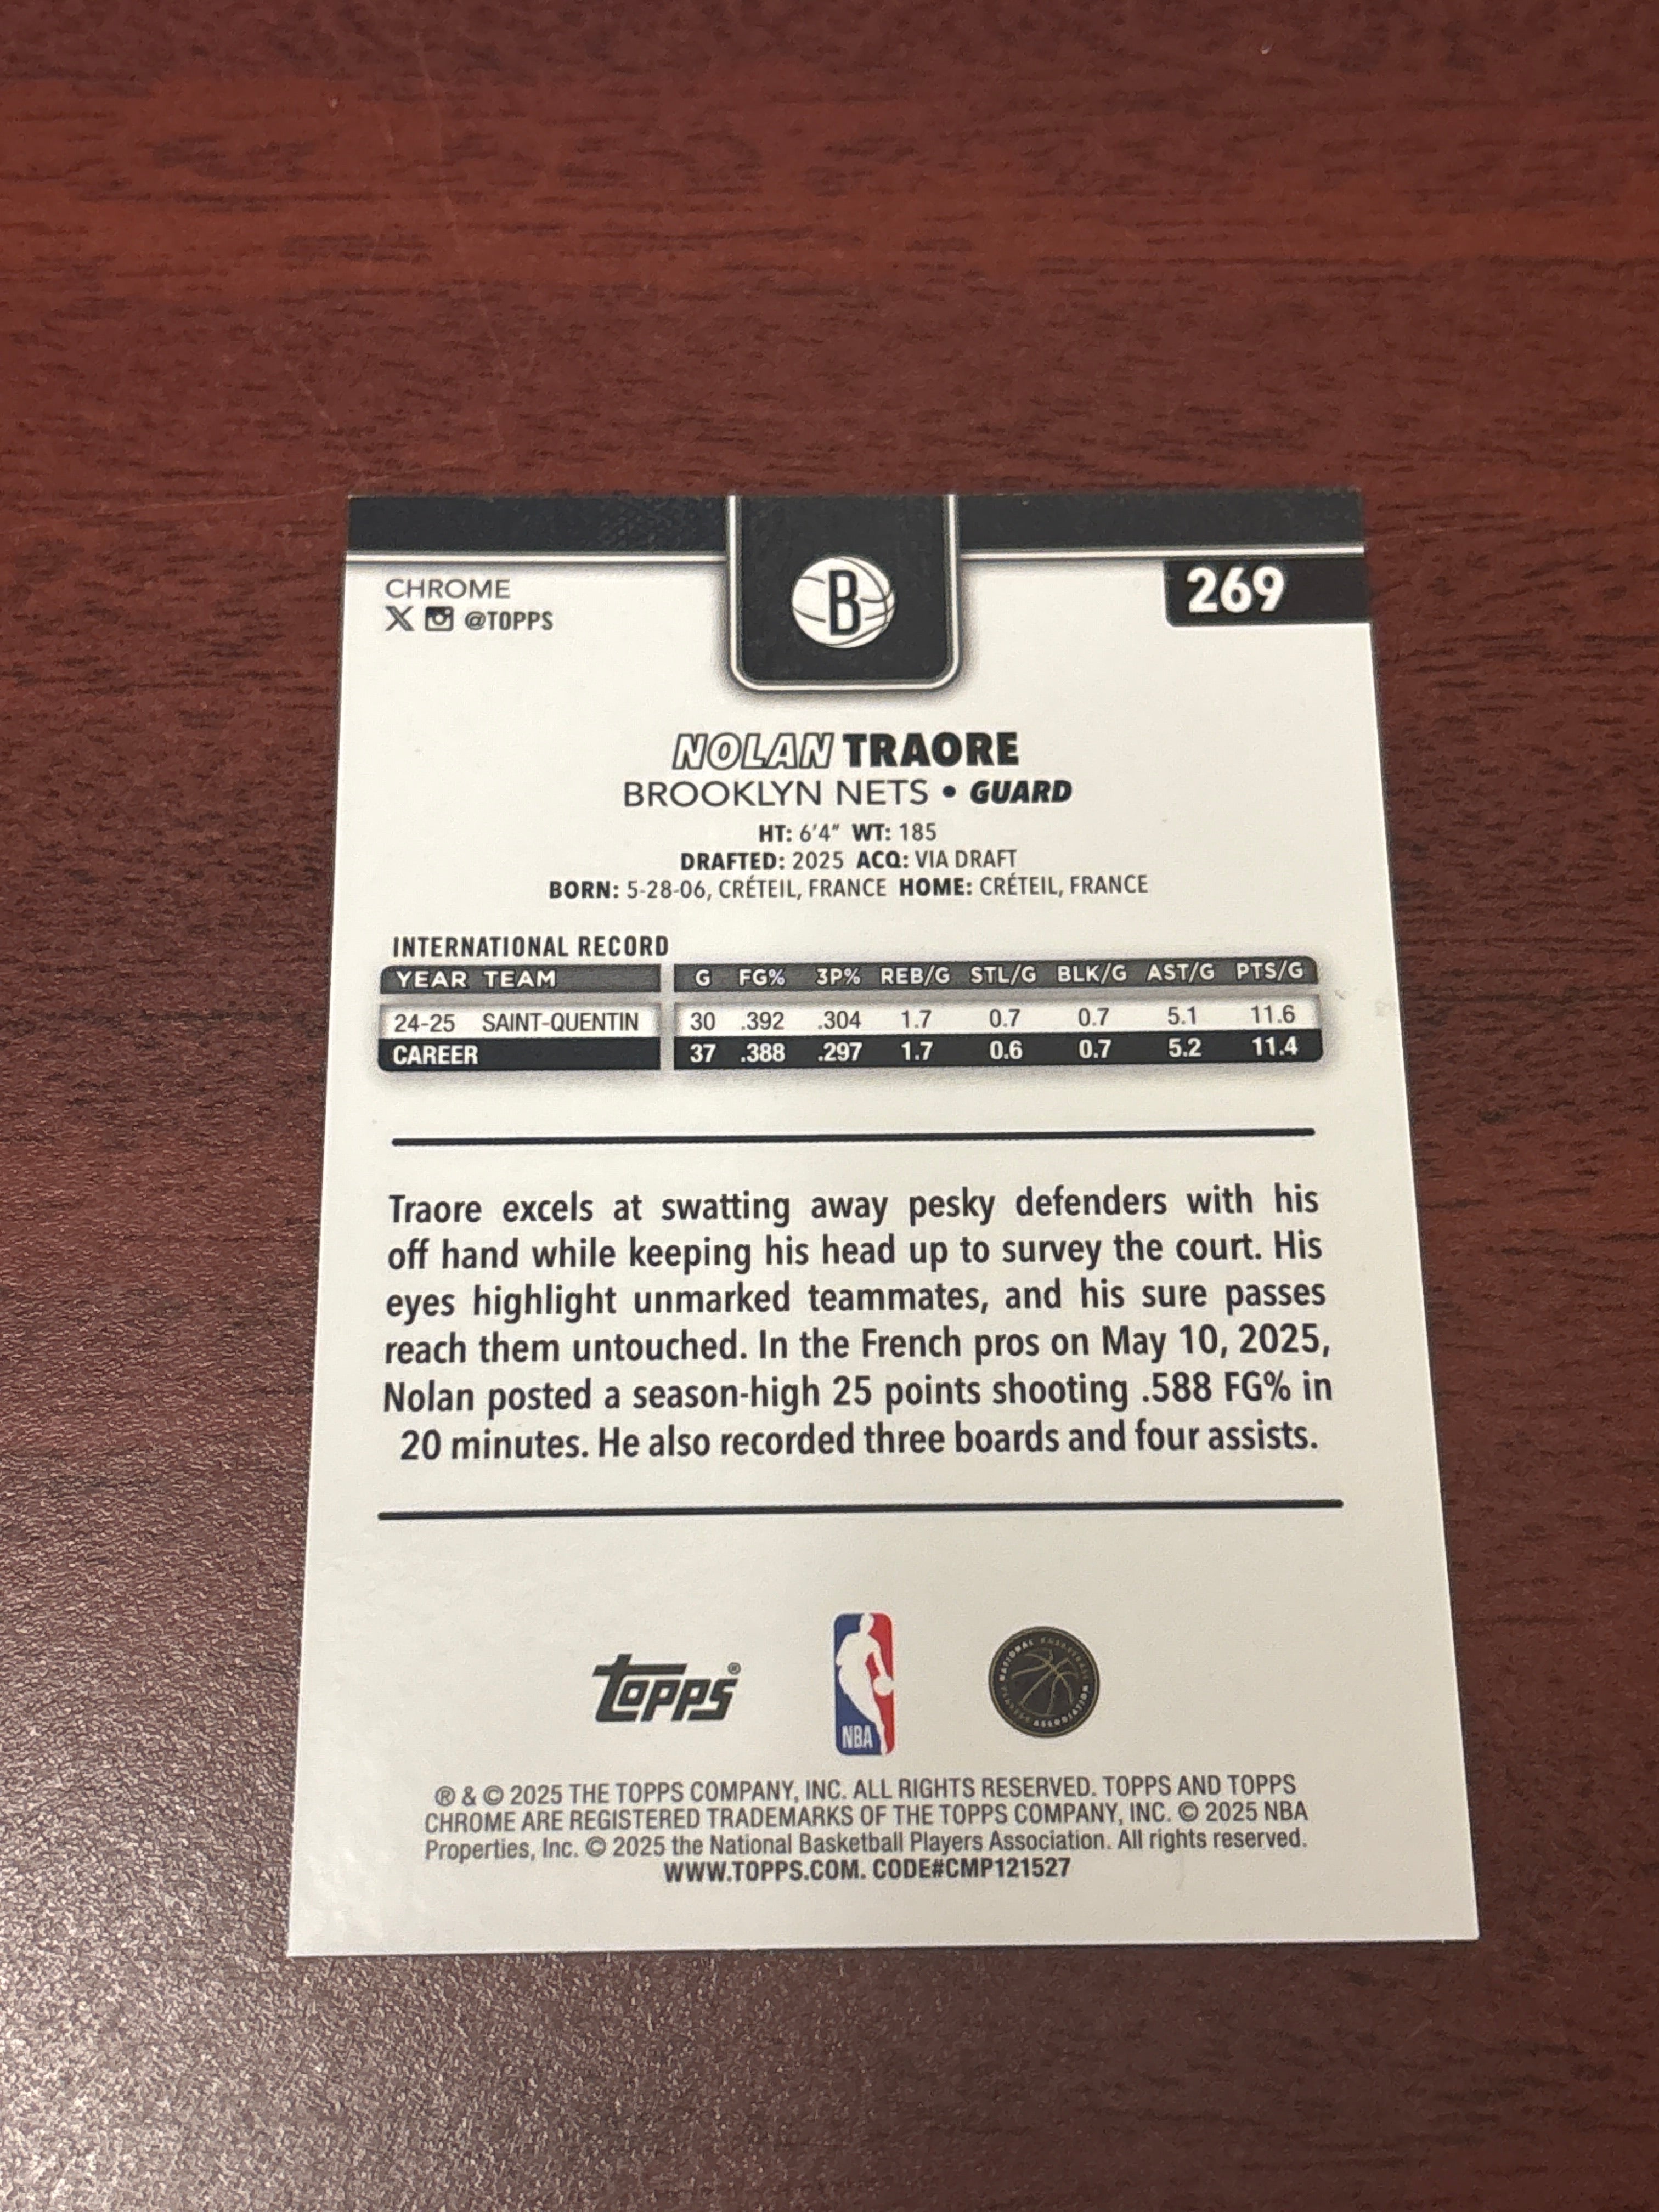 CHROME
X @TOPPS
B
269
NOLAN TRAORE
BROOKLYN NETS • GUARD
HT: 6'4" WT: 185
DRAFTED: 2025 ACQ: VIA DRAFT
BORN: 5-28-06, CRÉTEIL, FRANCE HOME: CRÉTEIL, FRANCE
INTERNATIONAL RECORD
YEAR TEAM G FG% 3P% REB/G STL/G BLK/G AST/G PTS/G
24-25 SAINT-QUENTIN 30 .392 .304 1.7 0.7 0.7 5.1 11.6
CAREER 37 .388 .297 1.7 0.6 0.7 5.2 11.4
Traore excels at swatting away pesky defenders with his
off hand while keeping his head up to survey the court. His
eyes highlight unmarked teammates, and his sure passes
reach them untouched. In the French pros on May 10, 2025,
Nolan posted a season-high 25 points shooting .588 FG% in
20 minutes. He also recorded three boards and four assists.
topps®
NBA
NATIONAL BASKETBALL PLAYERS ASSOCIATION
® & © 2025 THE TOPPS COMPANY, INC. ALL RIGHTS RESERVED. TOPPS AND TOPPS
CHROME ARE REGISTERED TRADEMARKS OF THE TOPPS COMPANY, INC. © 2025 NBA
Properties, Inc. © 2025 the National Basketball Players Association. All rights reserved.
WWW.TOPPS.COM. CODE#CMP121527